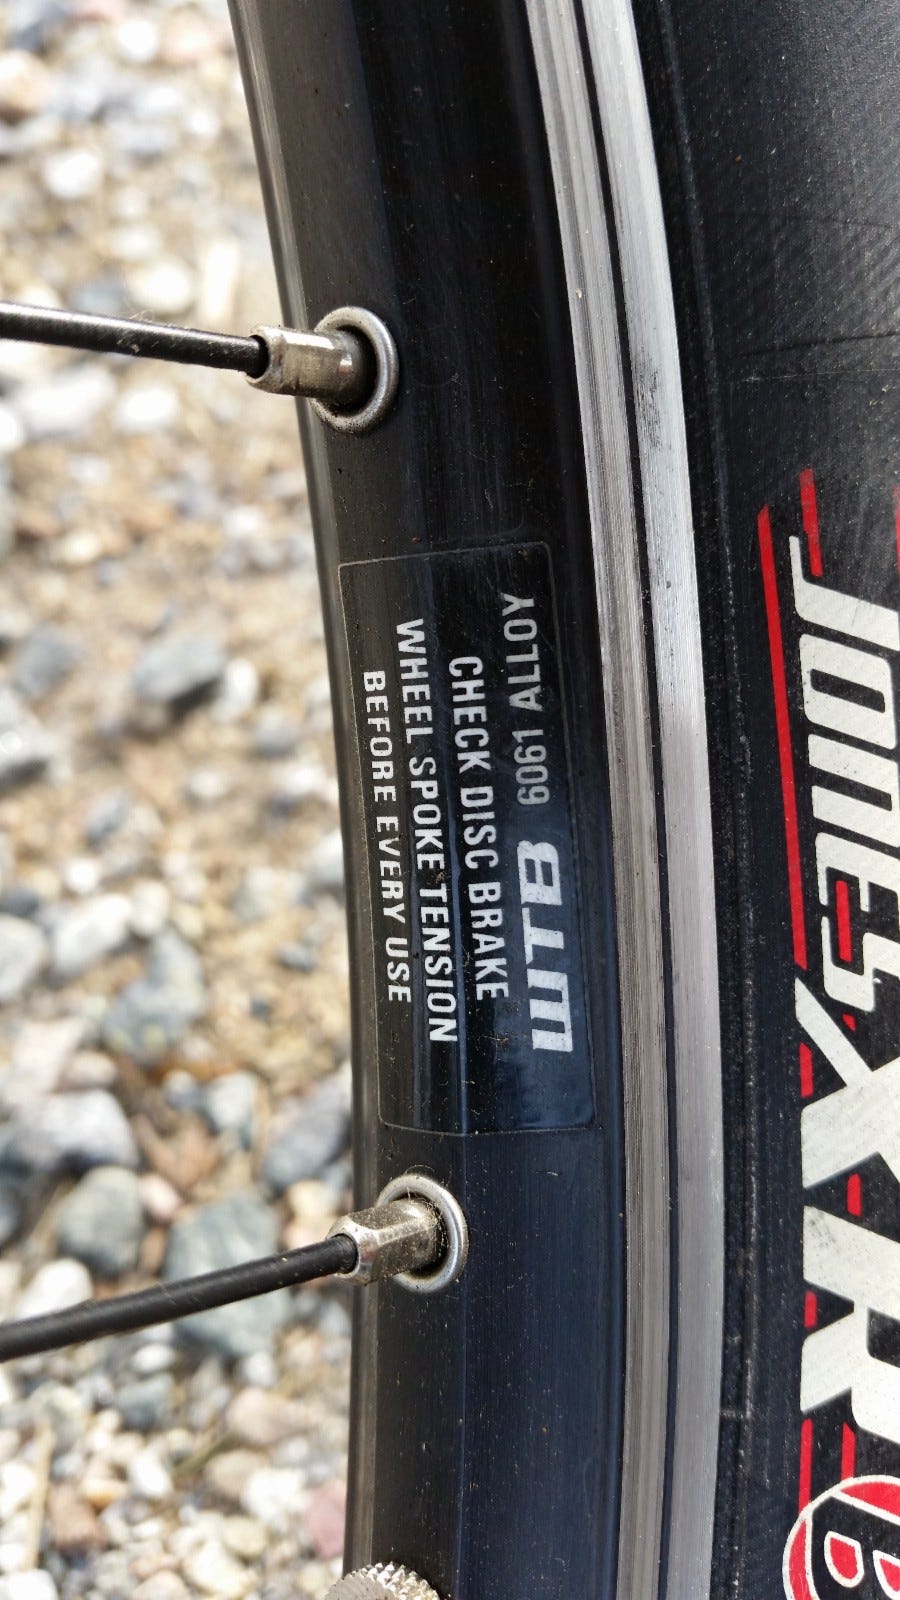 WTB 6061 ALLOY
CHECK DISC BRAKE
WHEEL SPOKE TENSION
BEFORE EVERY USE
JONES XR
B